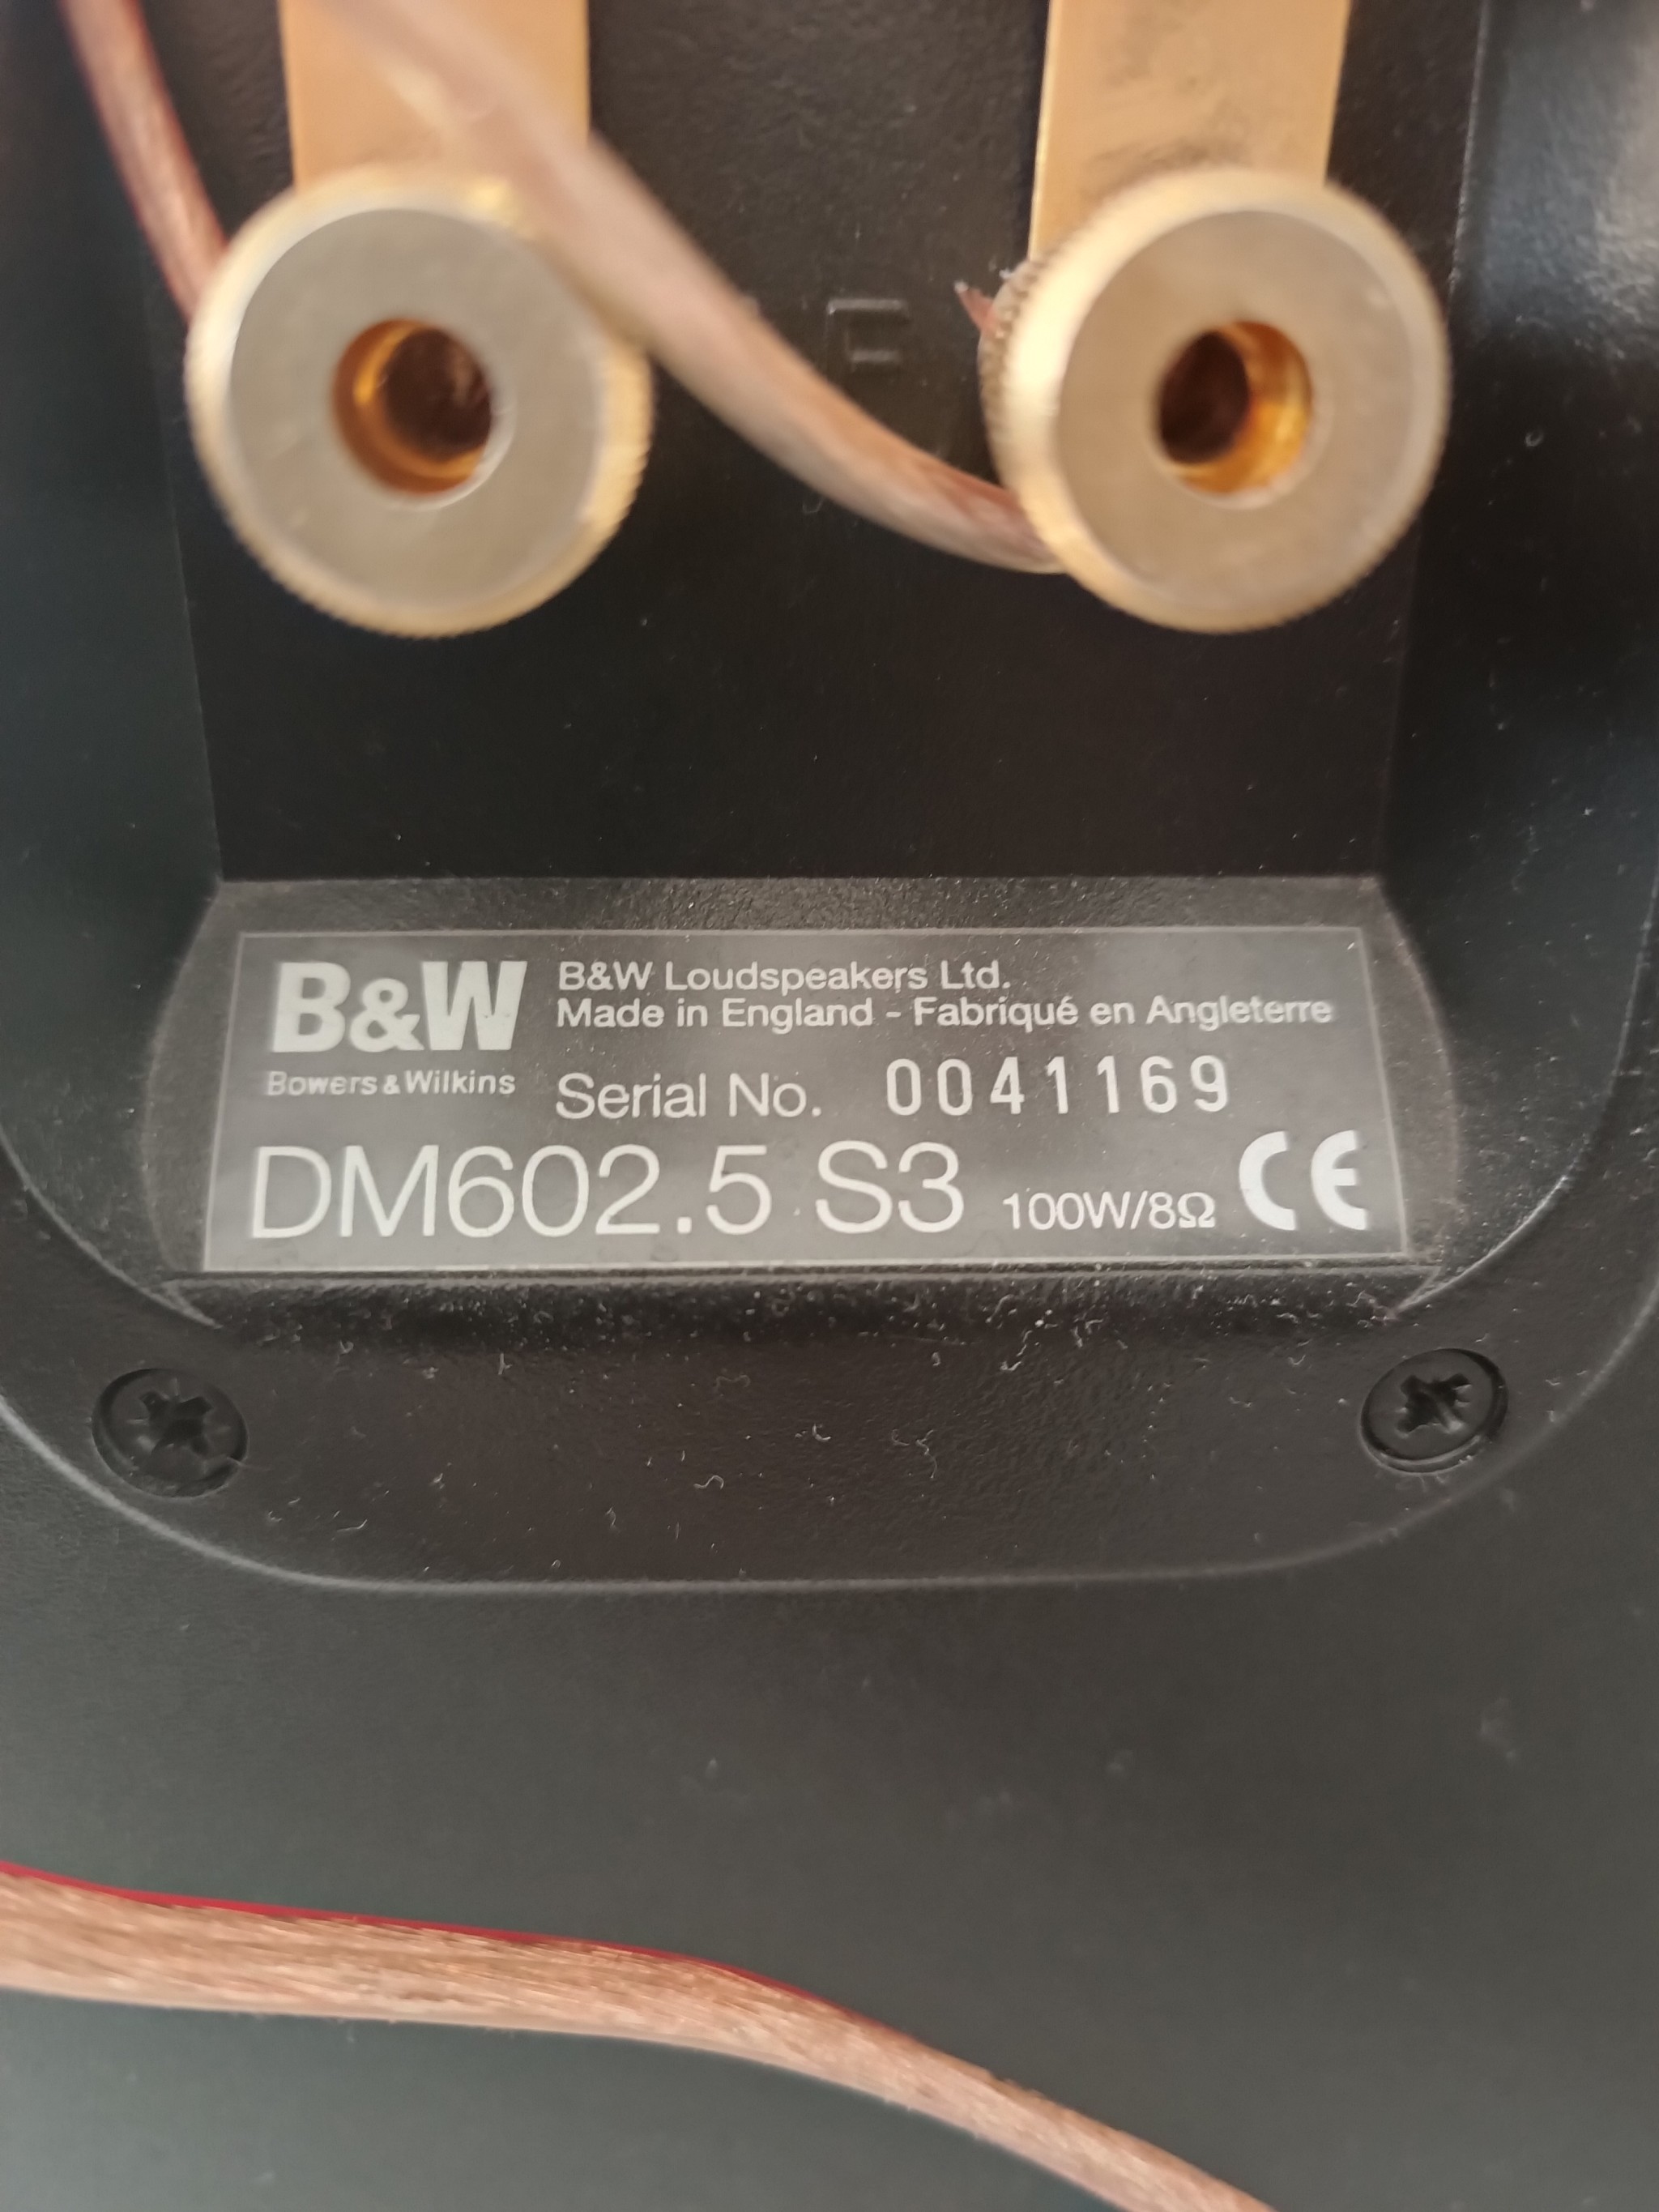 E
B&W
B&W Loudspeakers Ltd.
Made in England - Fabriqué en Angleterre
Bowers & Wilkins
Serial No. 0041169
DM602.5 S3 100W/8Ω CE